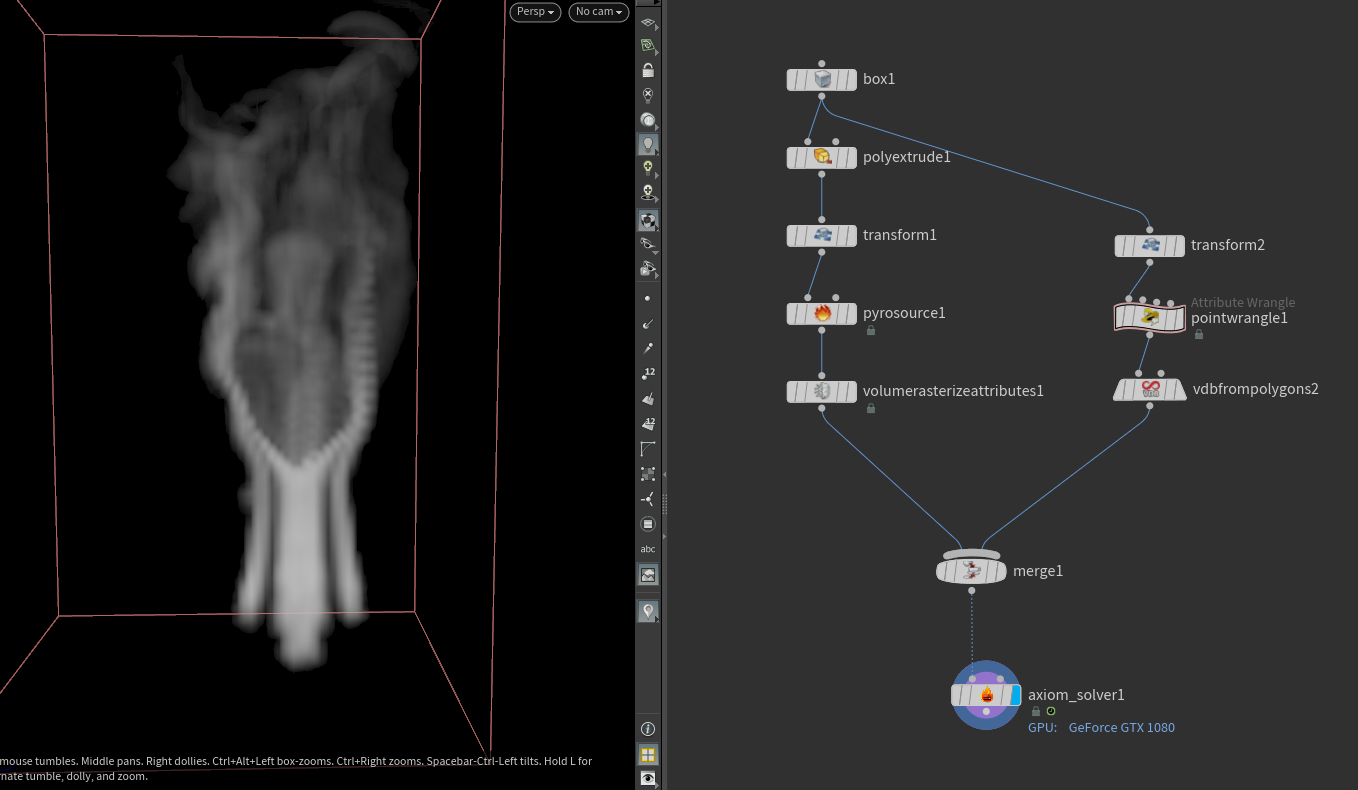 Persp
No cam
12
12
abc
mouse tumbles. Middle pans. Right dollies. Ctrl+Alt+Left box-zooms. Ctrl+Right zooms. Spacebar-Ctrl-Left tilts. Hold L for
nate tumble, dolly, and zoom.
box1
polyextrude1
transform1
transform2
Attribute Wrangle
pyrosource1
pointwrangle1
volumerasterizeattributes1
VDB
vdbfrompolygons2
merge1
axiom_solver1
GPU: GeForce GTX 1080